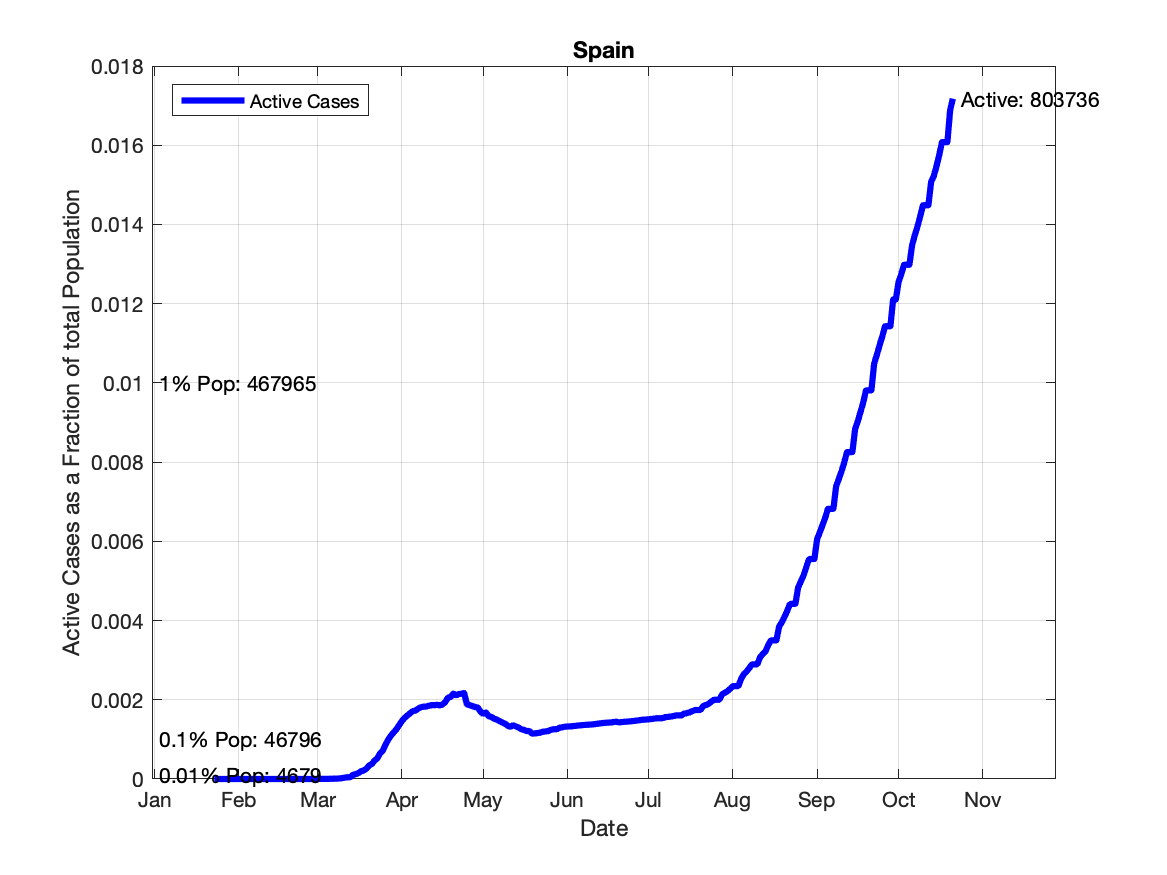 Spain
Active Cases
Active: 803736
0.018
0.016
0.014
0.012
0.01
0.008
0.006
0.004
0.002
0
Active Cases as a Fraction of total Population
1% Pop: 467965
0.1% Pop: 46796
0.01% Pop: 4679
Jan Feb Mar Apr May Jun Jul Aug Sep Oct Nov
Date